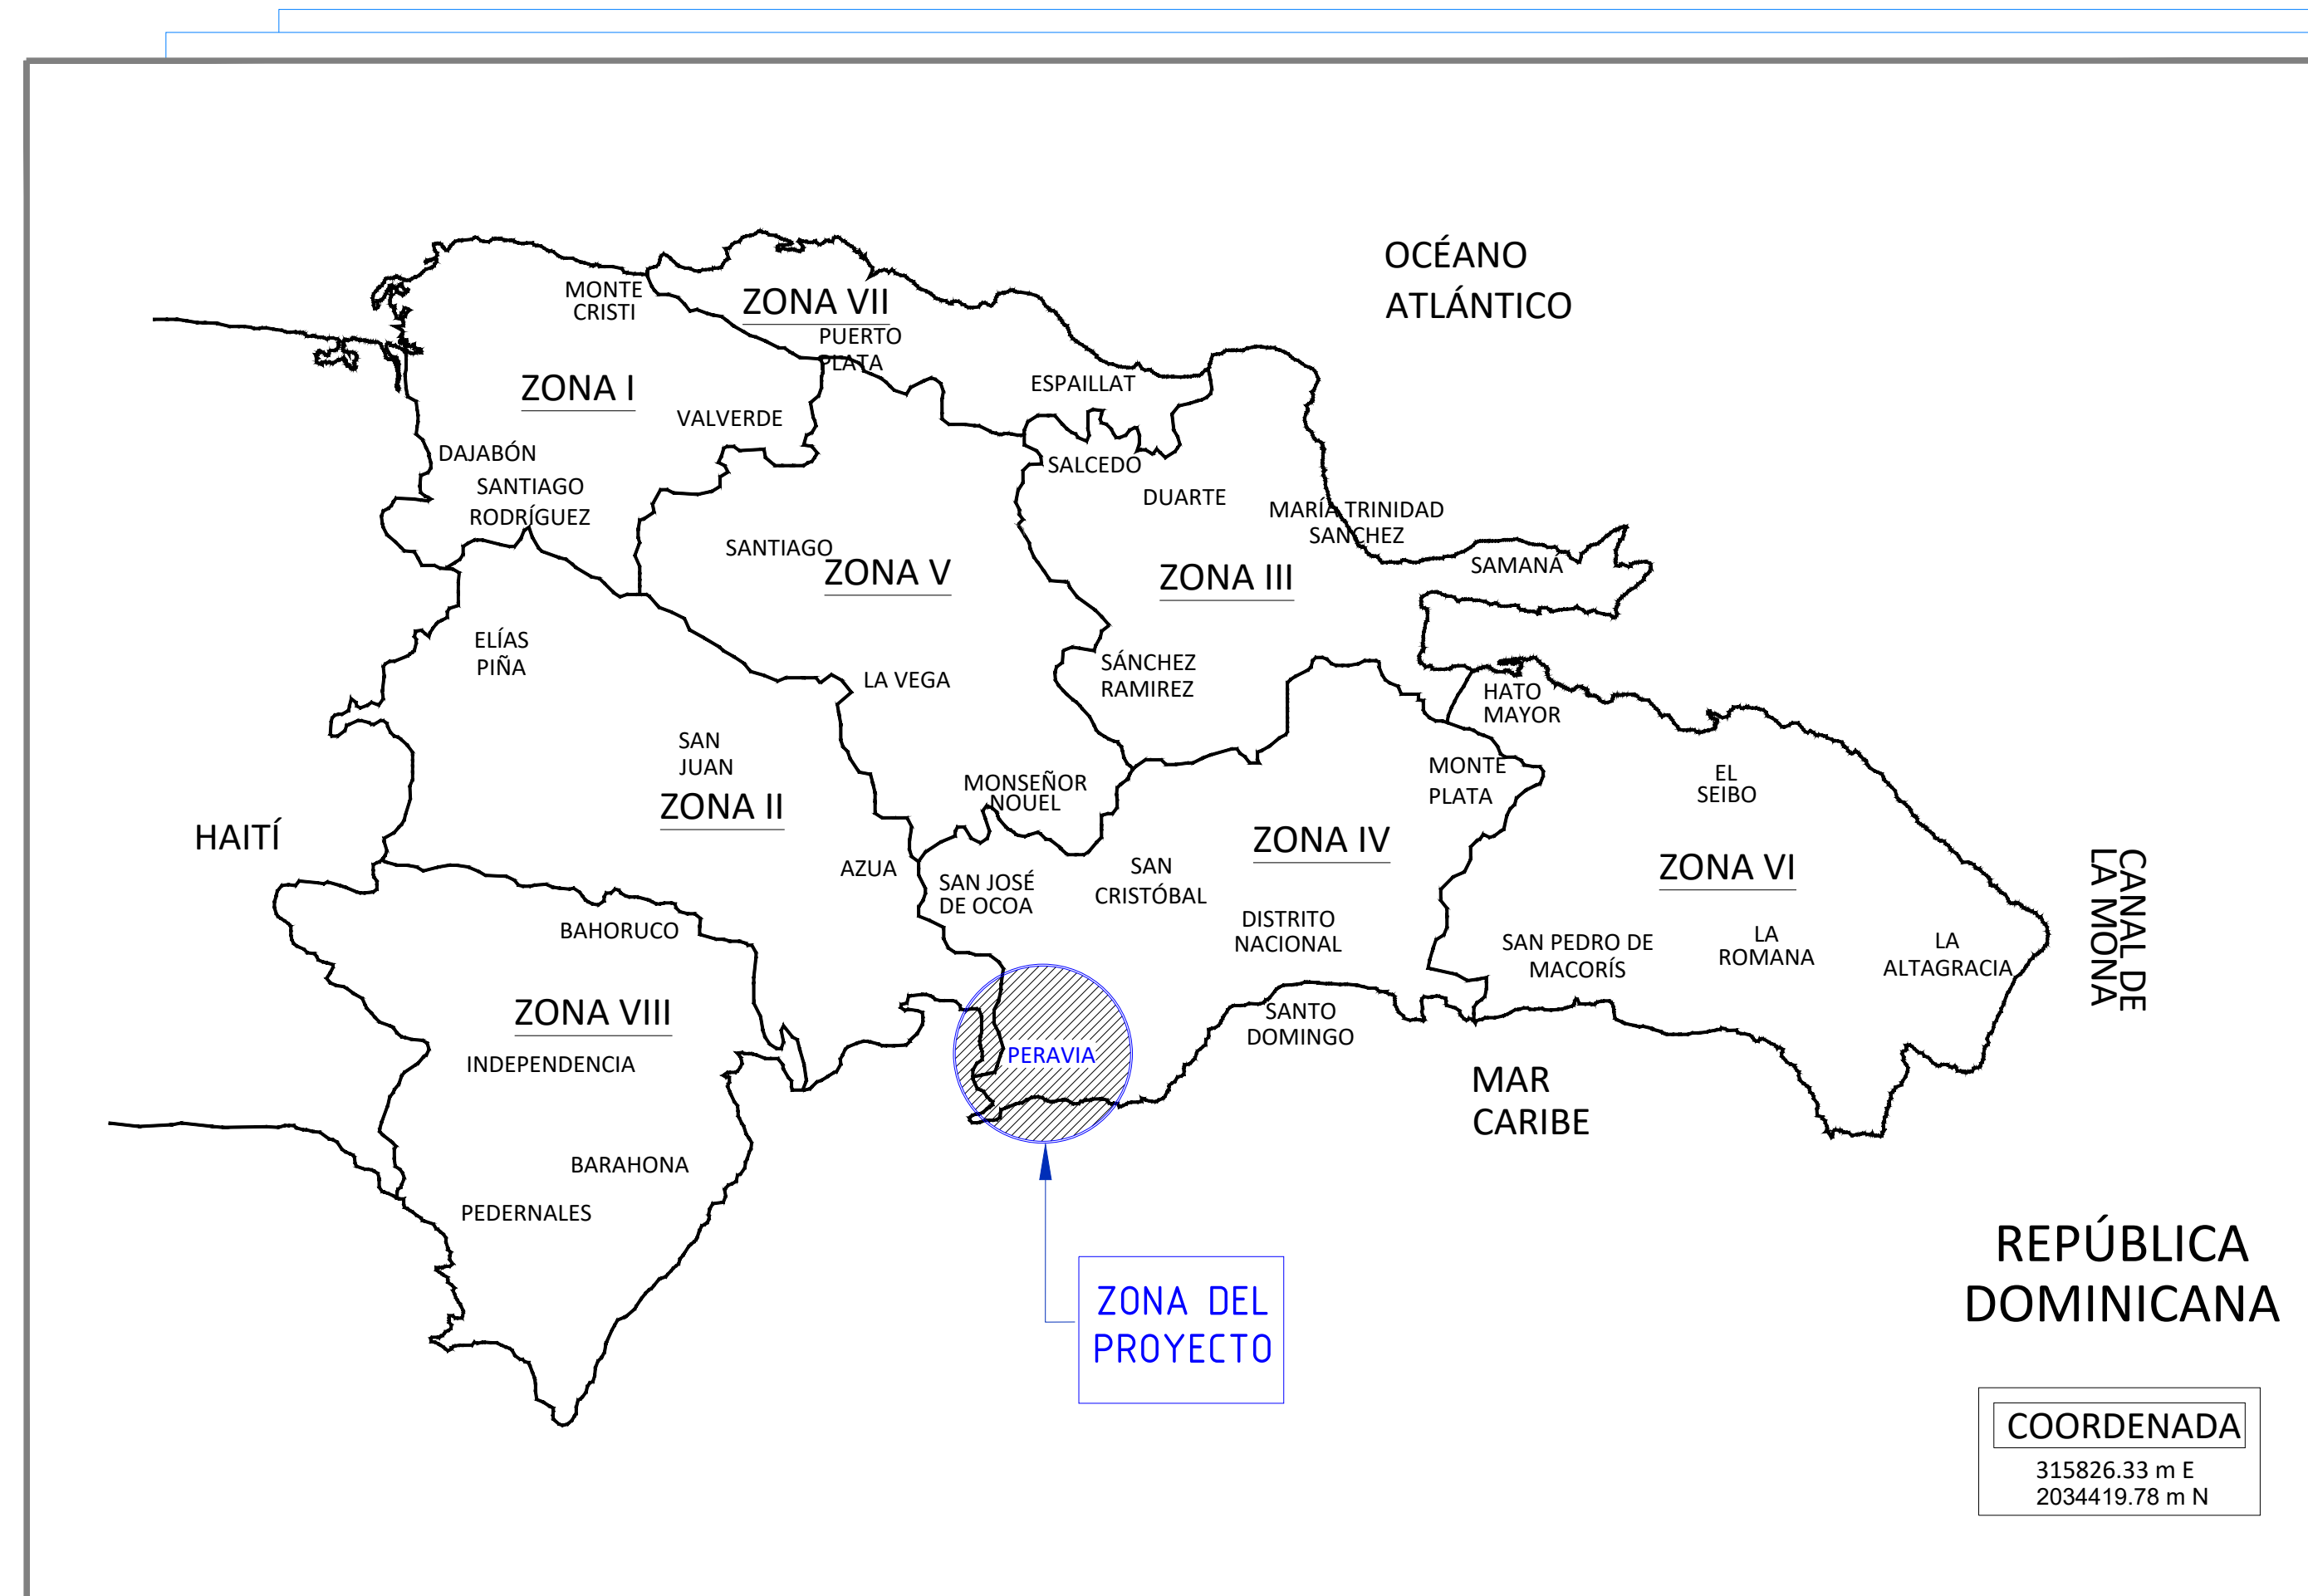 OCÉANO
ATLÁNTICO
MONTE
CRISTI
ZONA VII
PUERTO
PLATA
ZONA I
ESPAILLAT
VALVERDE
DAJABÓN
SALCEDO
SANTIAGO
RODRÍGUEZ
DUARTE
MARÍA TRINIDAD
SANCHEZ
SANTIAGO
ZONA V
ZONA III
SAMANÁ
ELÍAS
PIÑA
LA VEGA
SÁNCHEZ
RAMIREZ
HATO
MAYOR
SAN
JUAN
ZONA II
MONSEÑOR
NOUEL
MONTE
PLATA
EL
SEIBO
HAITÍ
ZONA IV
AZUA
SAN JOSÉ
DE OCOA
SAN
CRISTÓBAL
ZONA VI
CANAL DE
LA MONA
BAHORUCO
DISTRITO
NACIONAL
SAN PEDRO DE
MACORÍS
LA
ROMANA
LA
ALTAGRACIA
ZONA VIII
INDEPENDENCIA
PERAVIA
SANTO
DOMINGO
MAR
CARIBE
BARAHONA
PEDERNALES
ZONA DEL
PROYECTO
REPÚBLICA
DOMINICANA
COORDENADA
315826.33 m E
2034419.78 m N